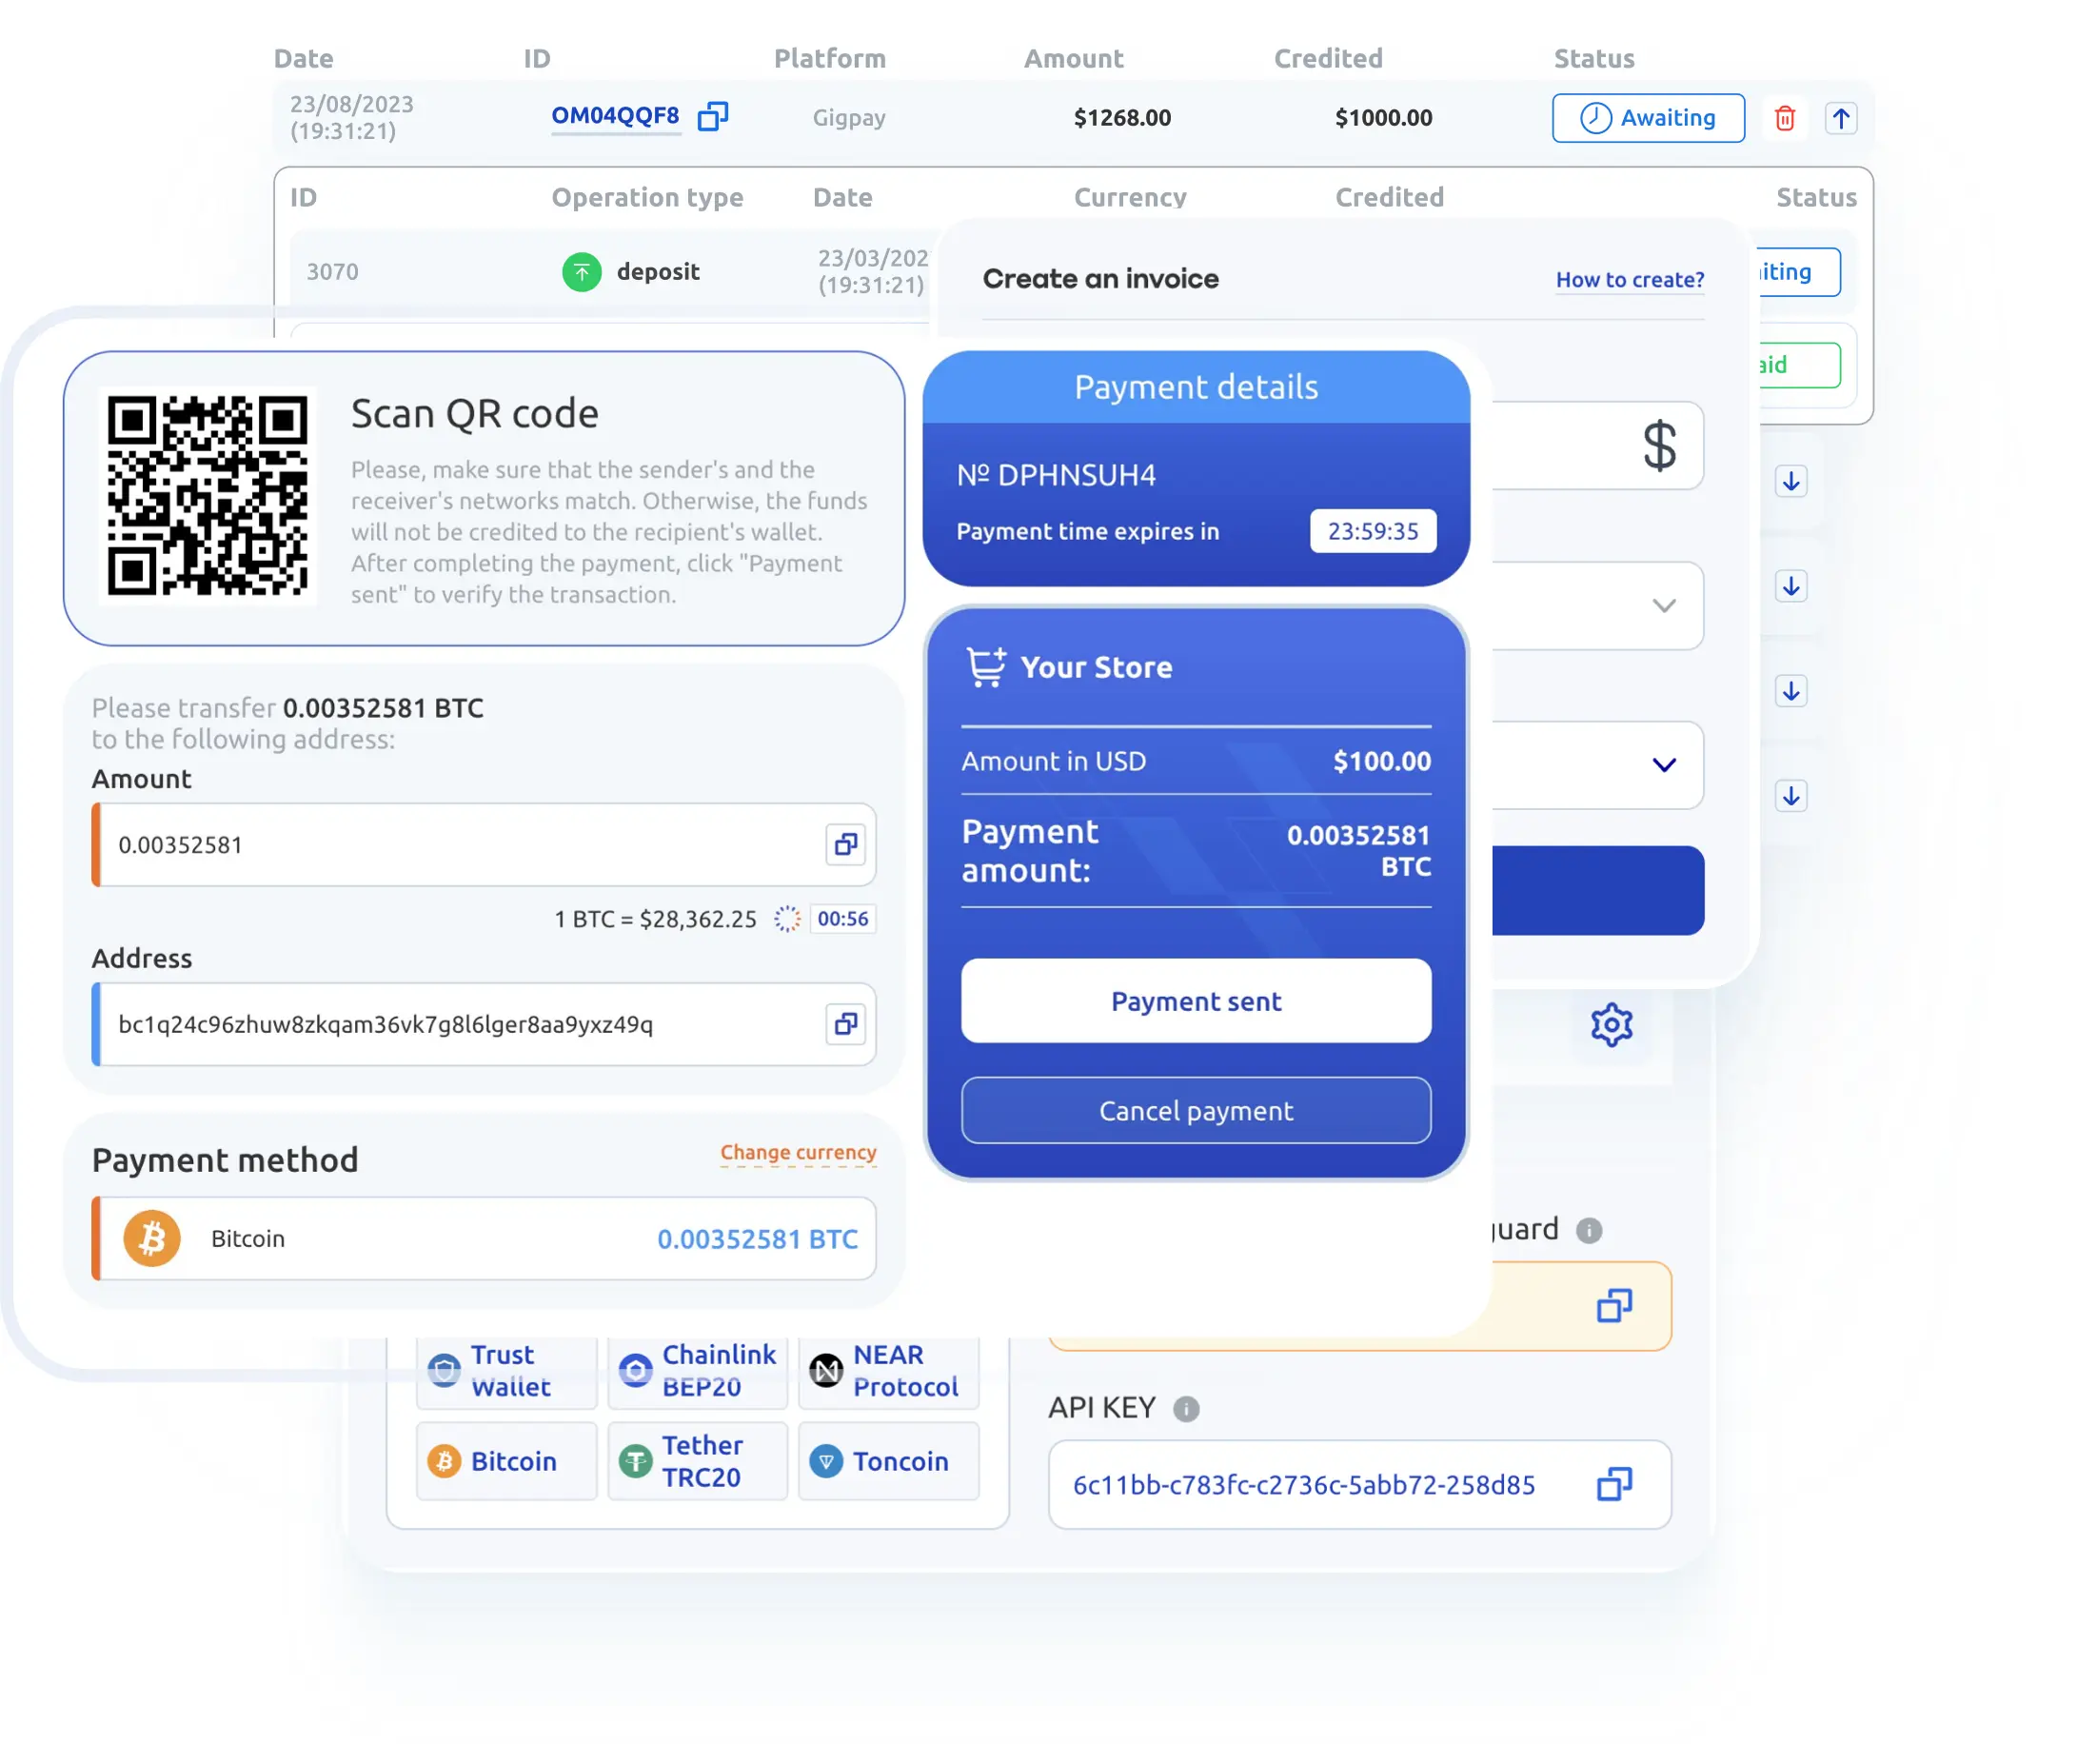 Date ID Platform Amount Credited Status
23/08/2023
(19:31:21)
OM04QQF8 Gigpay $1268.00 $1000.00 Awaiting
ID Operation type Date Currency Credited Status
3070 deposit
(19:31:21)
Create an invoice How to create?
$
Scan QR code
Please, make sure that the sender's and the
receiver's networks match. Otherwise, the funds
will not be credited to the recipient's wallet.
After completing the payment, click "Payment
sent" to verify the transaction.
Please transfer 0.00352581 BTC
to the following address:
Amount
0.00352581
1 BTC = $28,362.25 00:56
Address
bc1q24c96zhuw8zkqam36vk7g8l6lger8aa9yxz49q
Payment method Change currency
Bitcoin 0.00352581 BTC
Payment details
Nº DPHNSUH4
Payment time expires in 23:59:35
Your Store
Amount in USD $100.00
Payment
amount:
0.00352581
BTC
Payment sent
Cancel payment
Trust
Wallet
Chainlink
BEP20
NEAR
Protocol
Bitcoin
Tether
TRC20
Toncoin
API KEY
6c11bb-c783fc-c2736c-5abb72-258d85